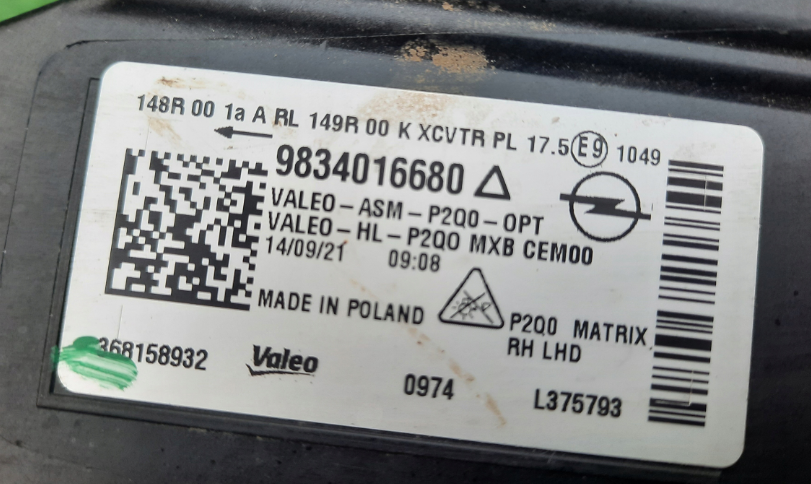 148R 00 1a A RL 149R 00 K XCVTR PL 17.5 E9 1049
9834016680
VALEO-ASM-P2Q0-OPT
VALEO-HL-P2Q0 MXB CEM00
14/09/21 09:08
MADE IN POLAND
P2Q0 MATRIX
RH LHD
368158932
Valeo
0974
L375793